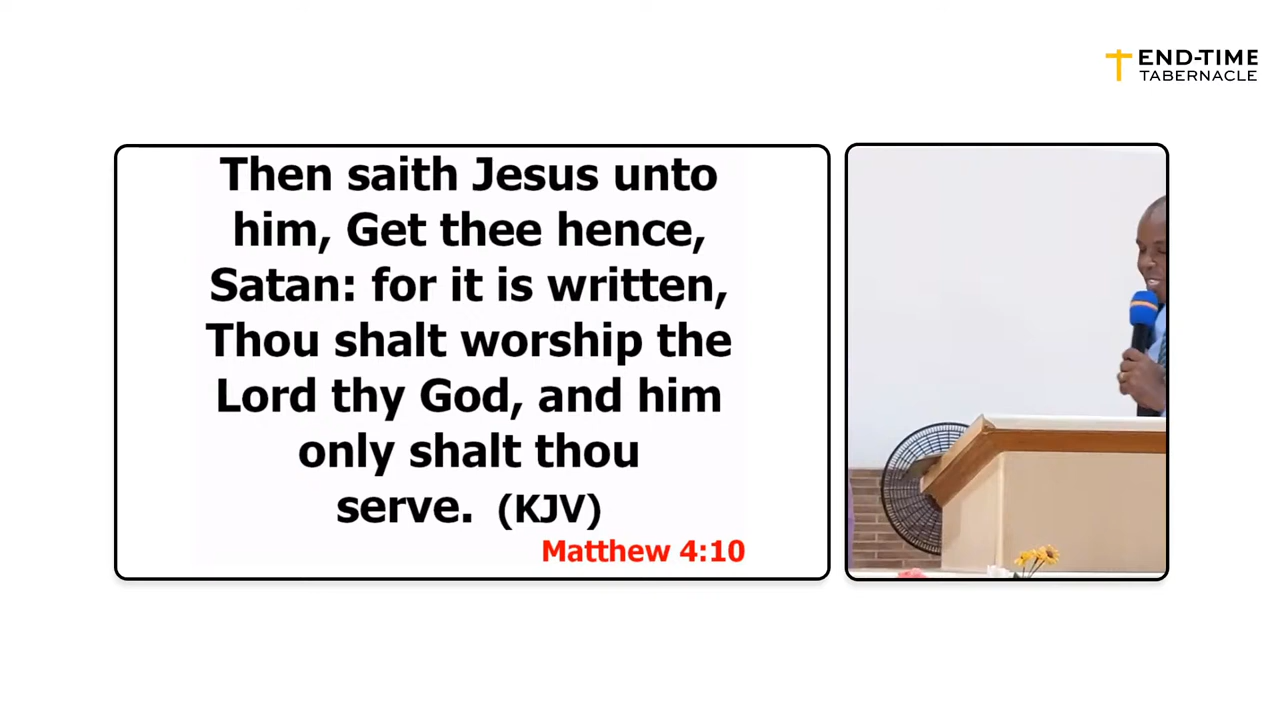 END-TIME
TABERNACLE
Then saith Jesus unto
him, Get thee hence,
Satan: for it is written,
Thou shalt worship the
Lord thy God, and him
only shalt thou
serve. (KJV)
Matthew 4:10